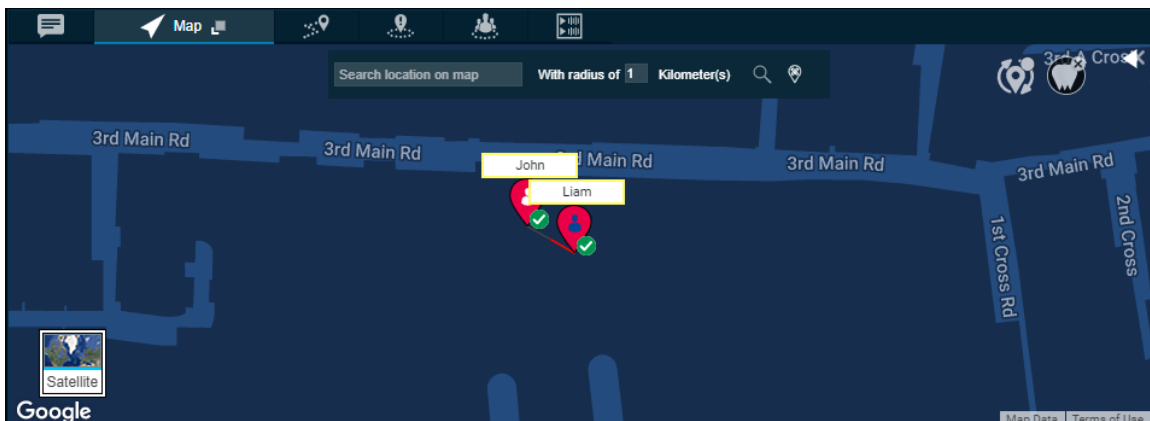 Map
Search location on map
With radius of 1 Kilometer(s)
3rd A Cross
3rd Main Rd
3rd Main Rd
3rd Main Rd
3rd Main Rd
3rd Main Rd
John
Liam
2nd Cross
1st Cross Rd
Satellite
Google
Map Data
Terms of Use